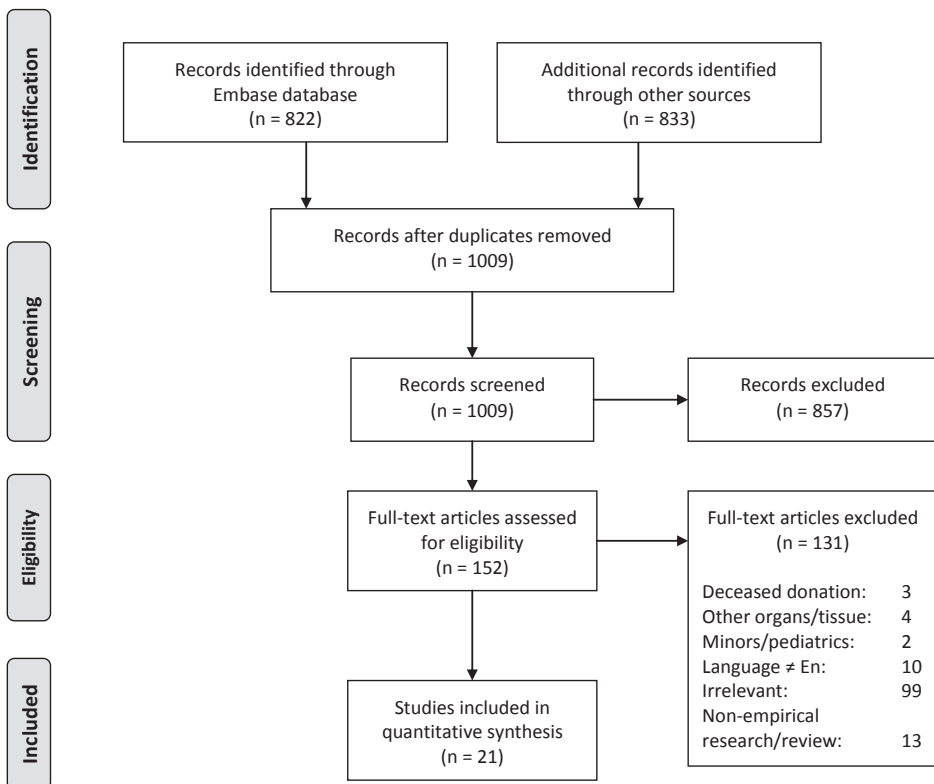 Identification
Records identified through
Embase database
(n = 822)
Additional records identified
through other sources
(n = 833)
Records after duplicates removed
(n = 1009)
Screening
Records screened
(n = 1009)
Records excluded
(n = 857)
Eligibility
Full-text articles assessed
for eligibility
(n = 152)
Full-text articles excluded
(n = 131)
Deceased donation: 3
Other organs/tissue: 4
Minors/pediatrics: 2
Language ≠ En: 10
Irrelevant: 99
Non-empirical
research/review: 13
Included
Studies included in
quantitative synthesis
(n = 21)